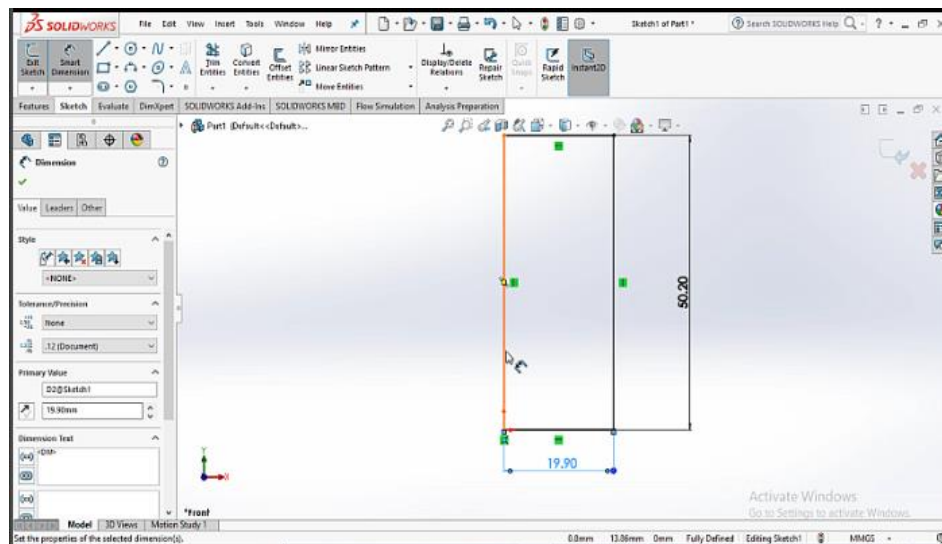 SOLIDWORKS File Edit View Insert Tools Window Help Sketch1 of Part1 * Search SOLIDWORKS Help
Exit Sketch
Smart Dimension
Trim Entities
Convert Entities
Offset Entities
Mirror Entities
Linear Sketch Pattern
Move Entities
Display/Delete Relations
Repair Sketch
Quick Snaps
Rapid Sketch
Instant2D
Features Sketch Evaluate DimXpert SOLIDWORKS Add-Ins SOLIDWORKS MBD Flow Simulation Analysis Preparation
Part1 (Default<<Default>...
Dimension
Value Leaders Other
Style
<NONE>
Tolerance/Precision
None
.12 (Document)
Primary Value
D2@Sketch1
19.90mm
Dimension Text
<DIM>
50.20
19.90
Y
X
*Front
Activate Windows
Go to Settings to activate Windows.
Model 3D Views Motion Study 1
Set the properties of the selected dimension(s). 0.0mm 13.06mm 0mm Fully Defined Editing Sketch1 MMGS